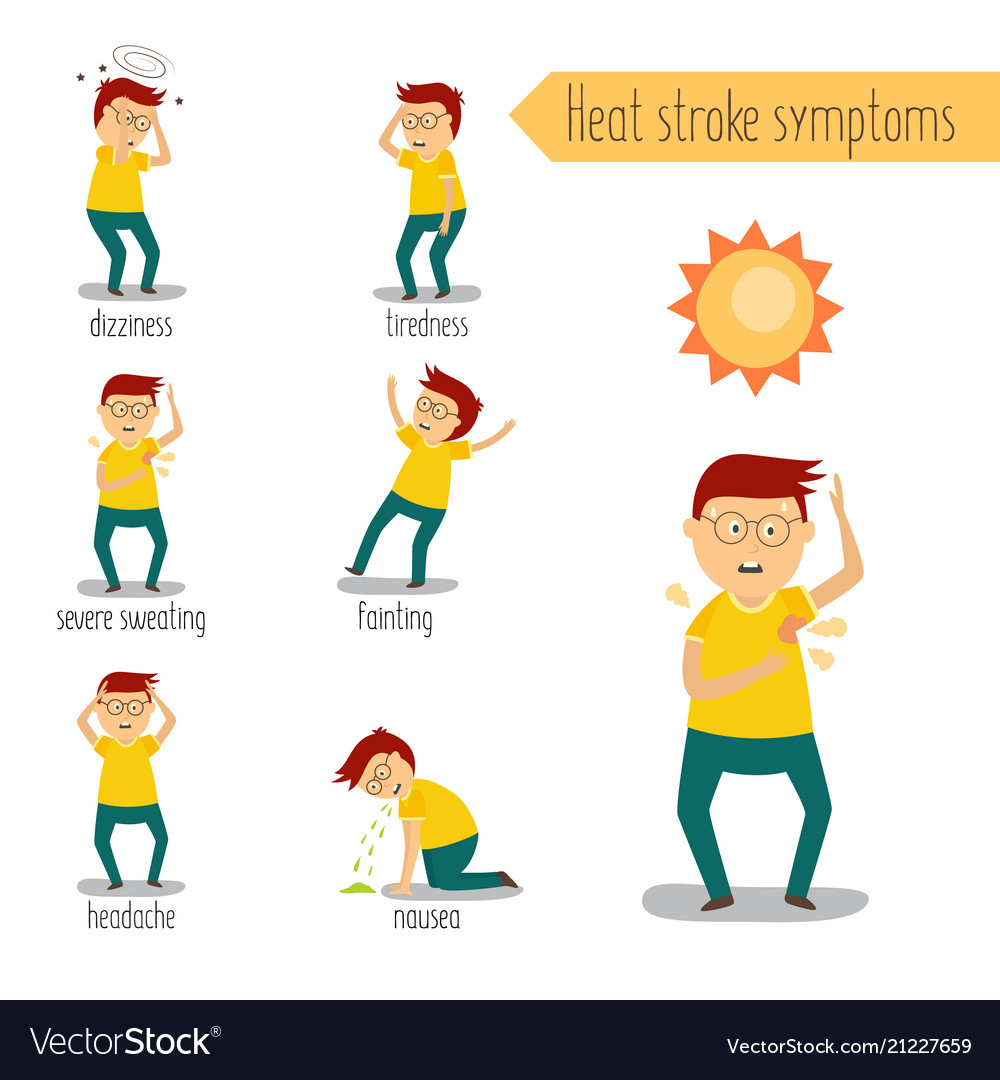 Heat stroke symptoms
dizziness
tiredness
severe sweating
fainting
headache
nausea
VectorStock®
VectorStock.com/21227659